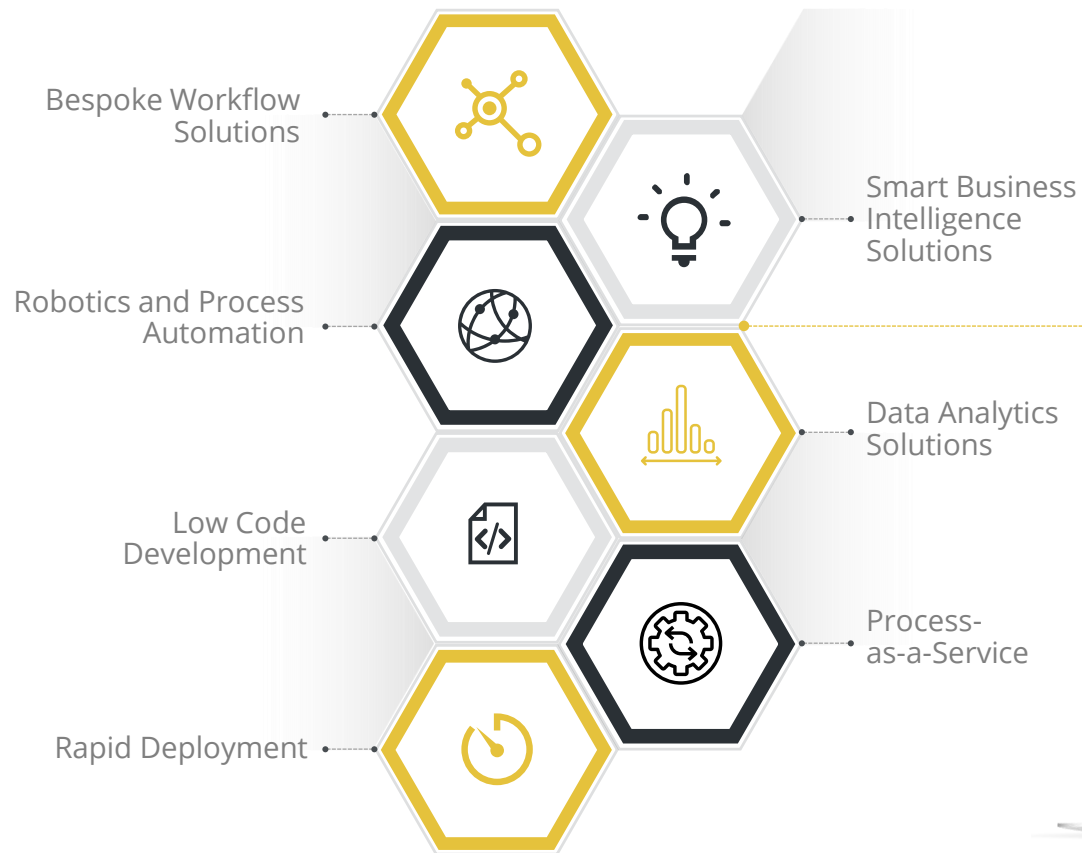 Bespoke Workflow
Solutions
Smart Business
Intelligence
Solutions
Robotics and Process
Automation
Data Analytics
Solutions
Low Code
Development
Process-
as-a-Service
Rapid Deployment